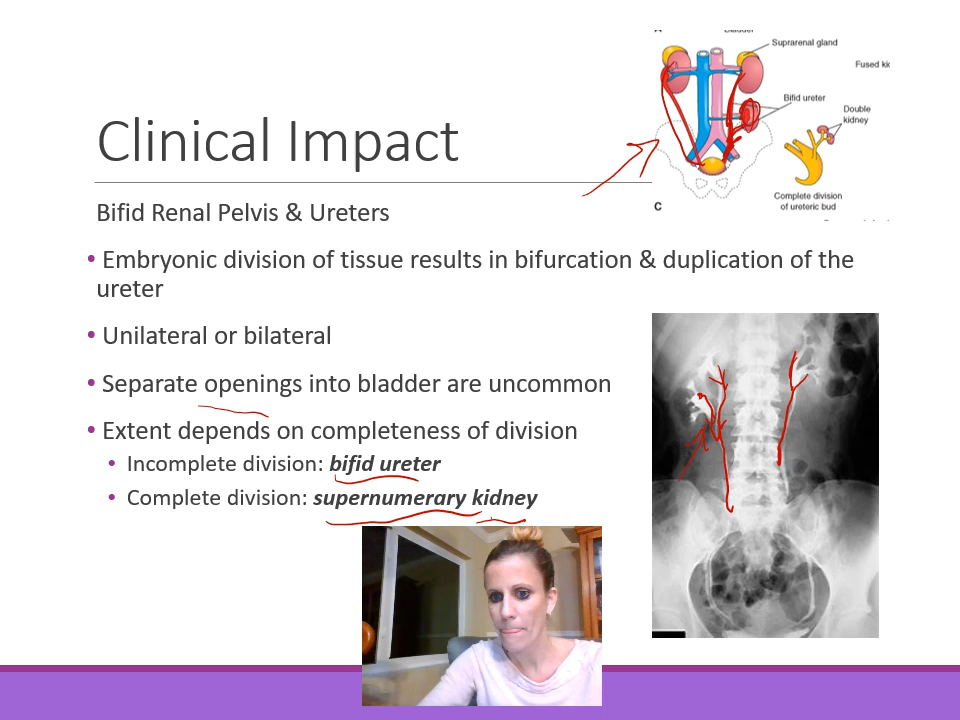 Suprarenal gland
Fused kk
Clinical Impact
Bifid ureter
Double
kidney
Complete division
of ureteric bud
C
Bifid Renal Pelvis & Ureters
• Embryonic division of tissue results in bifurcation & duplication of the
ureter
• Unilateral or bilateral
• Separate openings into bladder are uncommon
• Extent depends on completeness of division
• Incomplete division: bifid ureter
• Complete division: supernumerary kidney